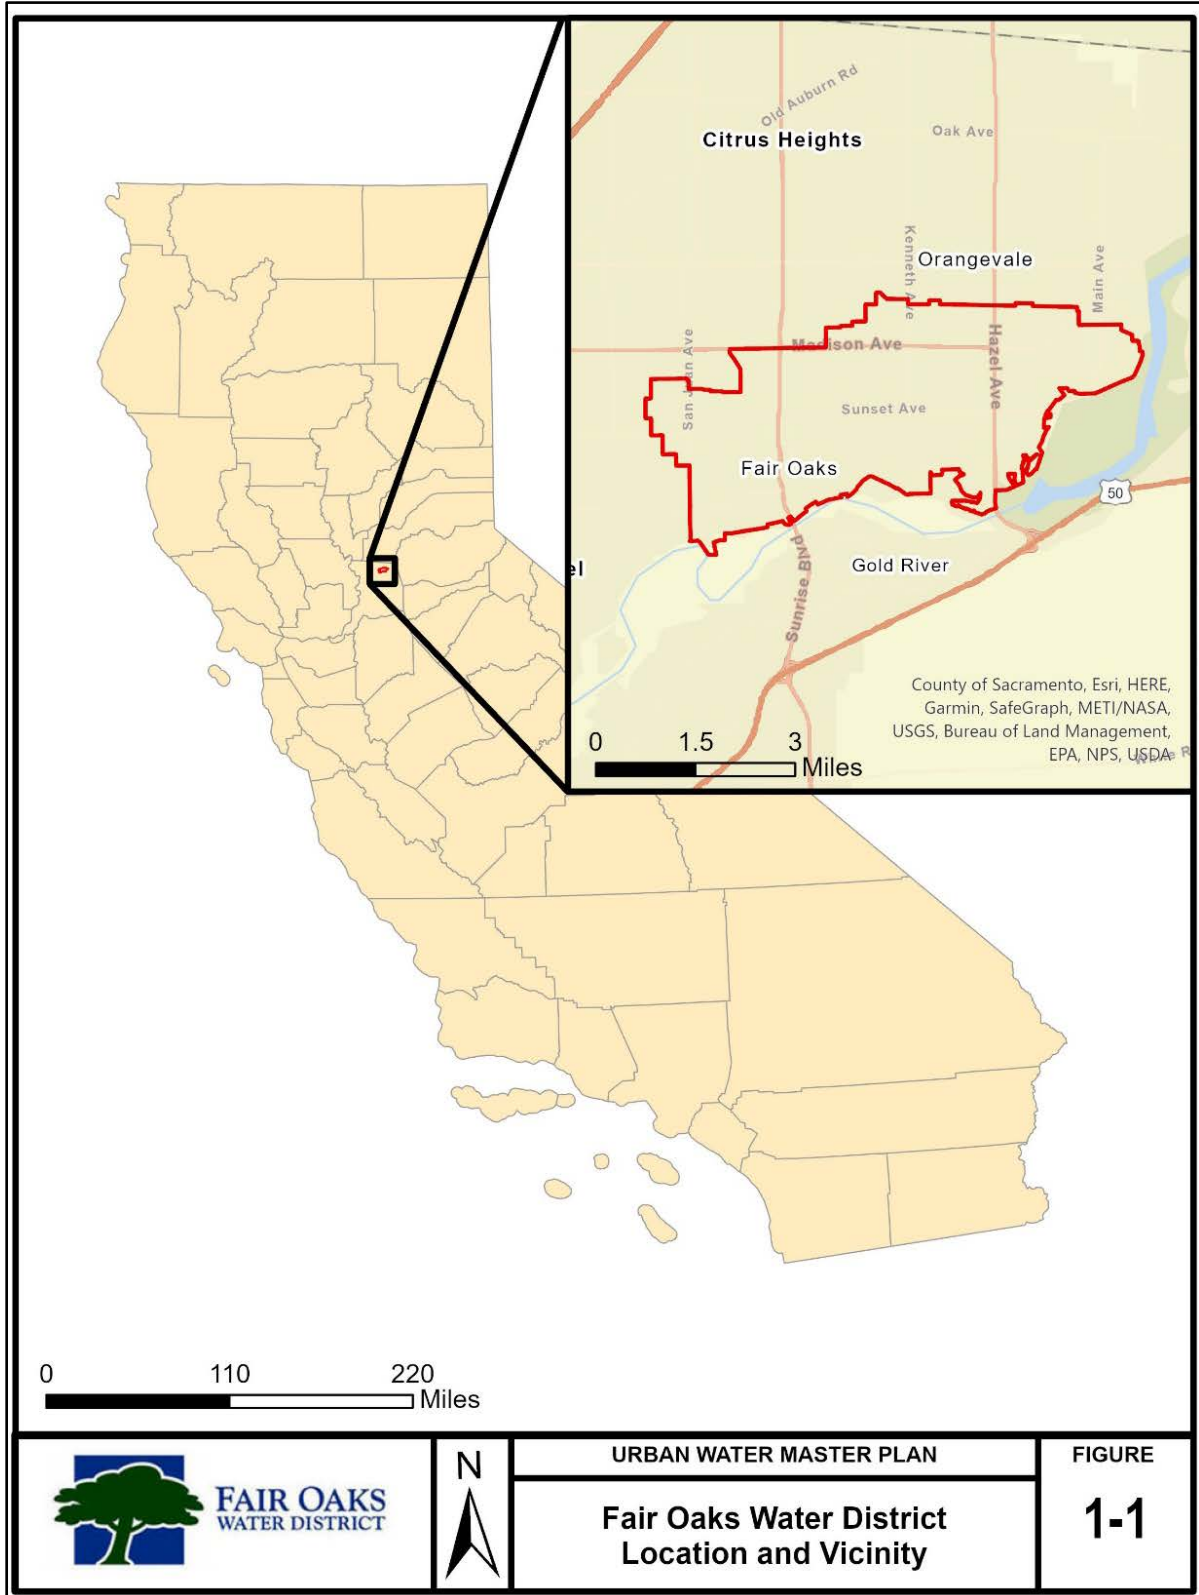 Old Auburn Rd
Citrus Heights
Oak Ave
Kenneth Ave
Orangevale
Main Ave
San Juan Ave
Madison Ave
Hazel Ave
Sunset Ave
Fair Oaks
50
el
Sunrise Blvd
Gold River
County of Sacramento, Esri, HERE,
Garmin, SafeGraph, METI/NASA,
USGS, Bureau of Land Management,
EPA, NPS, USDA
0 1.5 3
Miles
0 110 220
Miles
FAIR OAKS
WATER DISTRICT
N
URBAN WATER MASTER PLAN
Fair Oaks Water District
Location and Vicinity
FIGURE
1-1